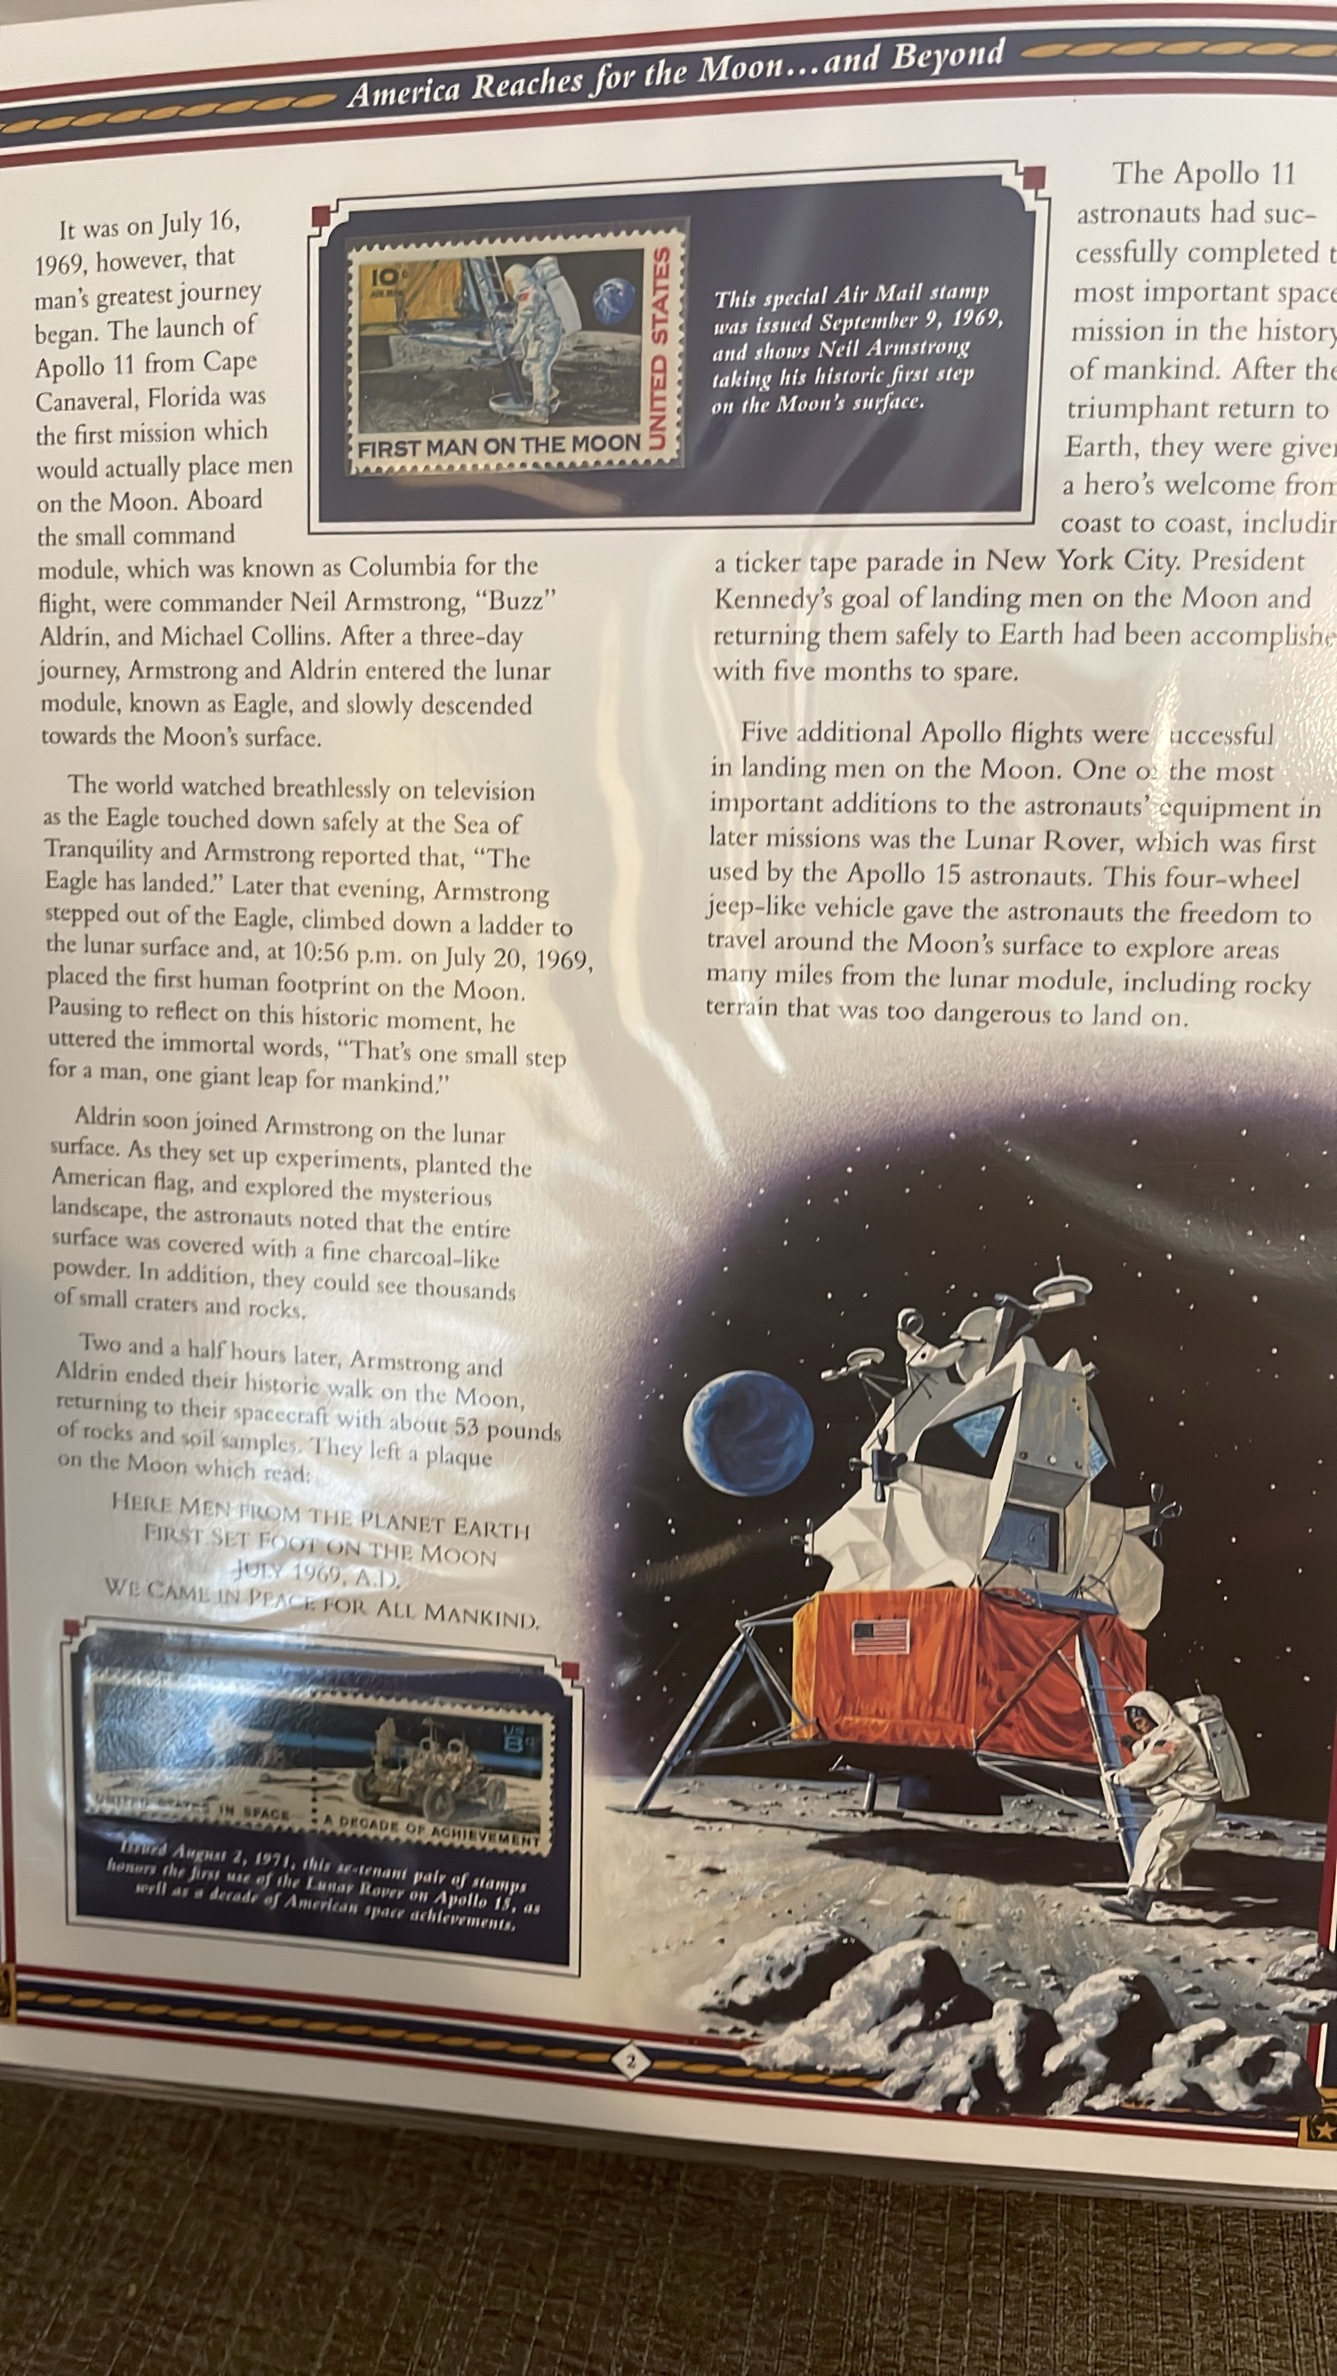 America Reaches for the Moon...and Beyond
It was on July 16,
1969, however, that
man's greatest journey
began. The launch of
Apollo 11 from Cape
Canaveral, Florida was
the first mission which
would actually place men
on the Moon. Aboard
the small command
module, which was known as Columbia for the
flight, were commander Neil Armstrong, "Buzz"
Aldrin, and Michael Collins. After a three-day
journey, Armstrong and Aldrin entered the lunar
module, known as Eagle, and slowly descended
towards the Moon's surface.
The world watched breathlessly on television
as the Eagle touched down safely at the Sea of
Tranquility and Armstrong reported that, "The
Eagle has landed." Later that evening, Armstrong
stepped out of the Eagle, climbed down a ladder to
the lunar surface and, at 10:56 p.m. on July 20, 1969,
placed the first human footprint on the Moon.
Pausing to reflect on this historic moment, he
uttered the immortal words, "That's one small step
for a man, one giant leap for mankind."
Aldrin soon joined Armstrong on the lunar
surface. As they set up experiments, planted the
American flag, and explored the mysterious
landscape, the astronauts noted that the entire
surface was covered with a fine charcoal-like
powder. In addition, they could see thousands
of small craters and rocks.
Two and a half hours later, Armstrong and
Aldrin ended their historic walk on the Moon,
returning to their spacecraft with about 53 pounds
of rocks and soil samples. They left a plaque
on the Moon which read:
HERE MEN FROM THE PLANET EARTH
FIRST SET FOOT ON THE MOON
JULY 1969, A.D.
WE CAME IN PEACE FOR ALL MANKIND.
10c
AIR MAIL
UNITED STATES
FIRST MAN ON THE MOON
This special Air Mail stamp
was issued September 9, 1969,
and shows Neil Armstrong
taking his historic first step
on the Moon's surface.
The Apollo 11
astronauts had suc-
cessfully completed t
most important space
mission in the history
of mankind. After the
triumphant return to
Earth, they were give
a hero's welcome from
coast to coast, includin
a ticker tape parade in New York City. President
Kennedy's goal of landing men on the Moon and
returning them safely to Earth had been accomplishe
with five months to spare.
Five additional Apollo flights were uccessful
in landing men on the Moon. One of the most
important additions to the astronauts' equipment in
later missions was the Lunar Rover, which was first
used by the Apollo 15 astronauts. This four-wheel
jeep-like vehicle gave the astronauts the freedom to
travel around the Moon's surface to explore areas
many miles from the lunar module, including rocky
terrain that was too dangerous to land on.
US
8c
UNITED STATES IN SPACE... A DECADE OF ACHIEVEMENT
Issued August 2, 1971, this se-tenant pair of stamps
honors the first use of the Lunar Rover on Apollo 15, as
well as a decade of American space achievements.
2